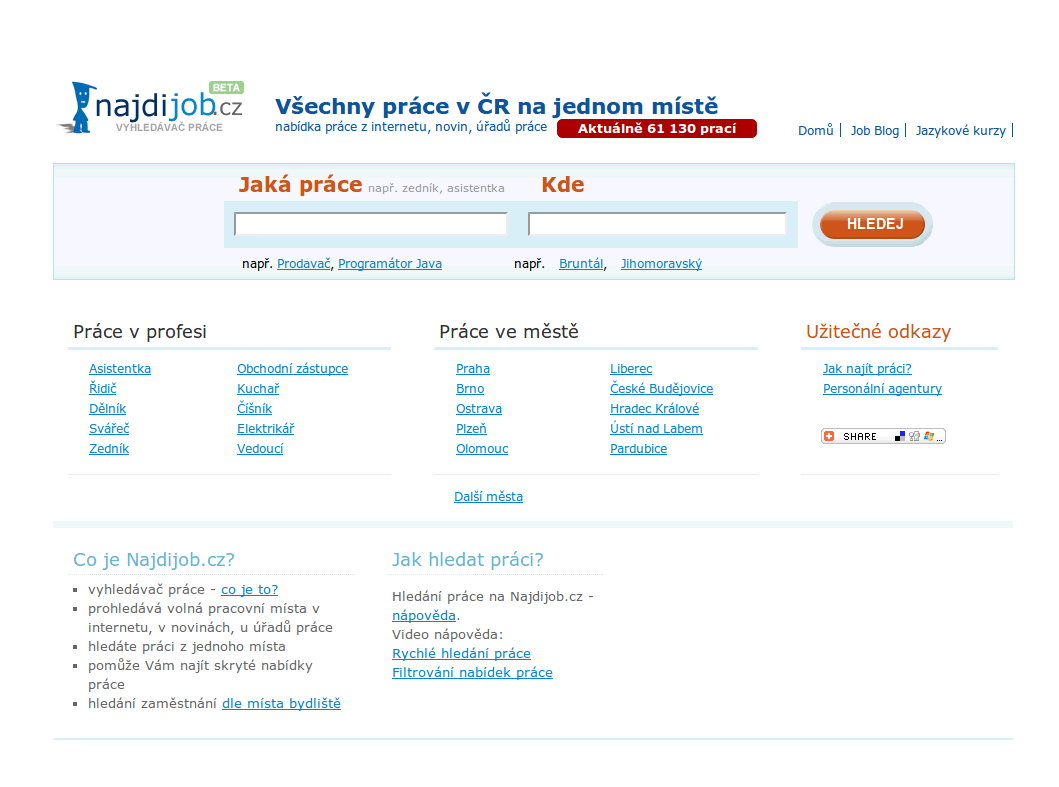 BETA
najdijob.cz
VYHLEDÁVAČ PRÁCE
Všechny práce v ČR na jednom místě
nabídka práce z internetu, novin, úřadů práce
Aktuálně 61 130 prací
Domů | Job Blog | Jazykové kurzy |
Jaká práce např. zedník, asistentka
Kde
HLEDEJ
např. Prodavač, Programátor Java
např. Bruntál, Jihomoravský
Práce v profesi
Asistentka
Řidič
Dělník
Svářeč
Zedník
Obchodní zástupce
Kuchař
Číšník
Elektrikář
Vedoucí
Práce ve městě
Praha
Brno
Ostrava
Plzeň
Olomouc
Liberec
České Budějovice
Hradec Králové
Ústí nad Labem
Pardubice
Další města
Užitečné odkazy
Jak najít práci?
Personální agentury
SHARE ...
Co je Najdijob.cz?
vyhledávač práce - co je to?
prohledává volná pracovní místa v
internetu, v novinách, u úřadů práce
hledáte práci z jednoho místa
pomůže Vám najít skryté nabídky
práce
hledání zaměstnání dle místa bydliště
Jak hledat práci?
Hledání práce na Najdijob.cz -
nápověda.
Video nápověda:
Rychlé hledání práce
Filtrování nabídek práce